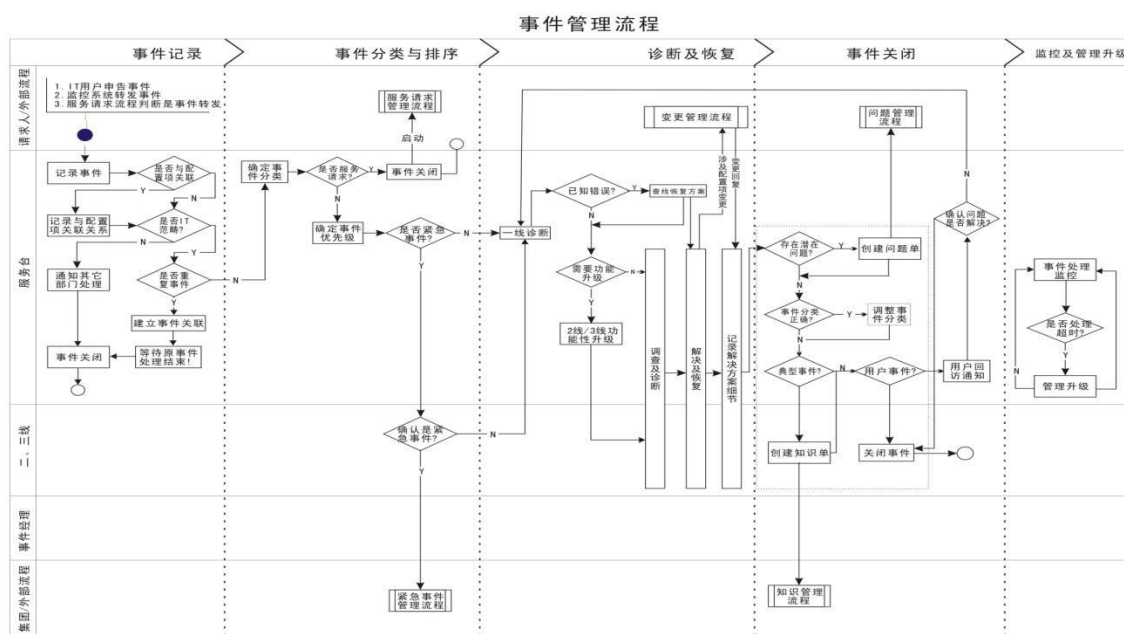 事件管理流程
事件记录
事件分类与排序
诊断及恢复
事件关闭
监控及管理升级
请求人/外部流程
1. IT用户申告事件
2. 监控系统转发事件
3. 服务请求流程判断是事件转发
服务请求
管理流程
启动
变更管理流程
问题管理
流程
服务台
记录事件
是否与配
置项关联
Y
N
记录与配置
项关联关系
是否IT
范畴?
N
Y
通知其它
部门处理
是否重
复事件
N
Y
建立事件关联
等待原事件
处理结束!
事件关闭
确定事
件分类
是否服务
请求?
Y
事件关闭
N
确定事件
优先级
是否紧急
事件?
N
Y
一线诊断
已知错误?
Y
查找恢复方案
N
需要功能
升级
N
Y
2线/3线功
能性升级
涉及配置项变更
变更回复
调查及诊断
解决及恢复
记录解决方案细节
存在潜在
问题?
Y
创建问题单
N
事件分类
正确?
Y
调整事
件分类
N
典型事件?
N
用户事件?
Y
用户回
访通知
确认问题
是否解决?
N
Y
事件处理
监控
是否处理
超时?
N
Y
管理升级
二、三线
确认是紧
急事件?
N
Y
创建知识单
关闭事件
事件经理
集团/外部流程
紧急事件
管理流程
知识管理
流程